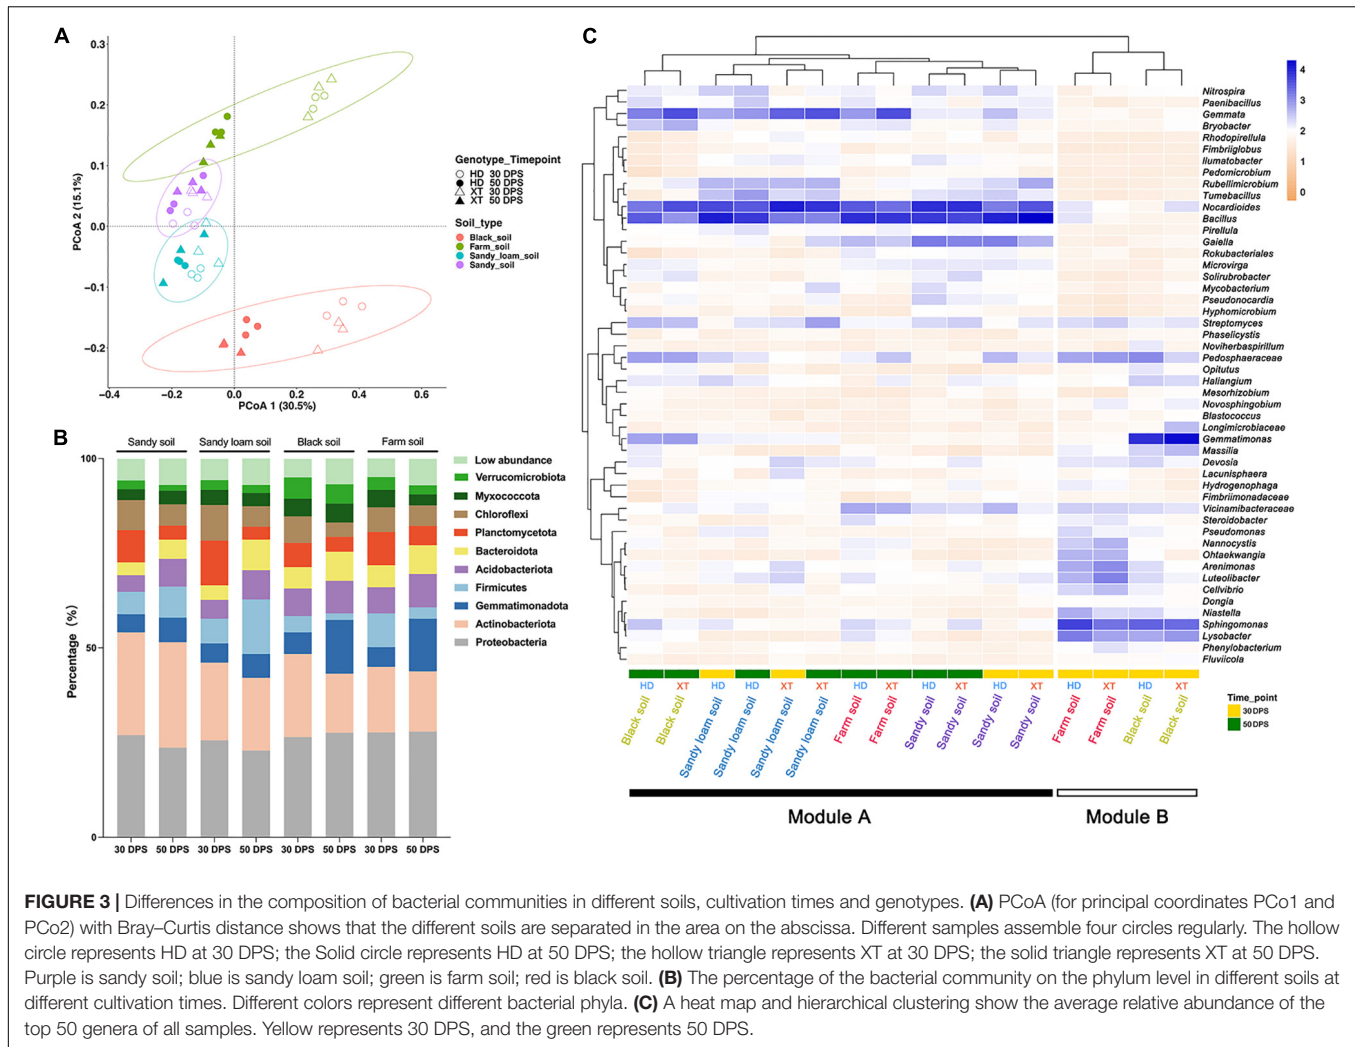 A
0.3
0.2
0.1
0.0
−0.1
−0.2
PCoA 2 (15.1%)
−0.4
−0.2
0.0
0.2
0.4
0.6
PCoA 1 (30.5%)
Genotype_Timepoint
HD 30 DPS
HD 50 DPS
XT 30 DPS
XT 50 DPS
Soil_type
Black_soil
Farm_soil
Sandy_loam_soil
Sandy_soil
B
Sandy soil
Sandy loam soil
Black soil
Farm soil
100
50
0
Percentage (%)
30 DPS
50 DPS
30 DPS
50 DPS
30 DPS
50 DPS
30 DPS
50 DPS
Low abundance
Verrucomicrobiota
Myxococcota
Chloroflexi
Planctomycetota
Bacteroidota
Acidobacteriota
Firmicutes
Gemmatimonadota
Actinobacteriota
Proteobacteria
C
Nitrospira
Paenibacillus
Gemmata
Bryobacter
Rhodopirellula
Fimbriiglobus
Ilumatobacter
Pedomicrobium
Rubellimicrobium
Tumebacillus
Nocardioides
Bacillus
Pirellula
Gaiella
Rokubacteriales
Microvirga
Solirubrobacter
Mycobacterium
Pseudonocardia
Hyphomicrobium
Streptomyces
Phaselicystis
Noviherbaspirillum
Pedosphaeraceae
Opitutus
Haliangium
Mesorhizobium
Novosphingobium
Blastococcus
Longimicrobiaceae
Gemmatimonas
Massilia
Devosia
Lacunisphaera
Hydrogenophaga
Fimbriimonadaceae
Vicinamibacteraceae
Steroidobacter
Pseudomonas
Nannocystis
Ohtaekwangia
Arenimonas
Luteolibacter
Cellvibrio
Dongia
Niastella
Sphingomonas
Lysobacter
Phenylobacterium
Fluviicola
4
3
2
1
0
HD
XT
HD
HD
XT
XT
HD
XT
HD
XT
HD
XT
HD
XT
HD
XT
Black soil
Black soil
Sandy loam soil
Sandy loam soil
Sandy loam soil
Sandy loam soil
Farm soil
Farm soil
Sandy soil
Sandy soil
Sandy soil
Sandy soil
Farm soil
Farm soil
Black soil
Black soil
Time_point
30DPS
50DPS
Module A
Module B
FIGURE 3 | Differences in the composition of bacterial communities in different soils, cultivation times and genotypes. (A) PCoA (for principal coordinates PCo1 and
PCo2) with Bray–Curtis distance shows that the different soils are separated in the area on the abscissa. Different samples assemble four circles regularly. The hollow
circle represents HD at 30 DPS; the Solid circle represents HD at 50 DPS; the hollow triangle represents XT at 30 DPS; the solid triangle represents XT at 50 DPS.
Purple is sandy soil; blue is sandy loam soil; green is farm soil; red is black soil. (B) The percentage of the bacterial community on the phylum level in different soils at
different cultivation times. Different colors represent different bacterial phyla. (C) A heat map and hierarchical clustering show the average relative abundance of the
top 50 genera of all samples. Yellow represents 30 DPS, and the green represents 50 DPS.